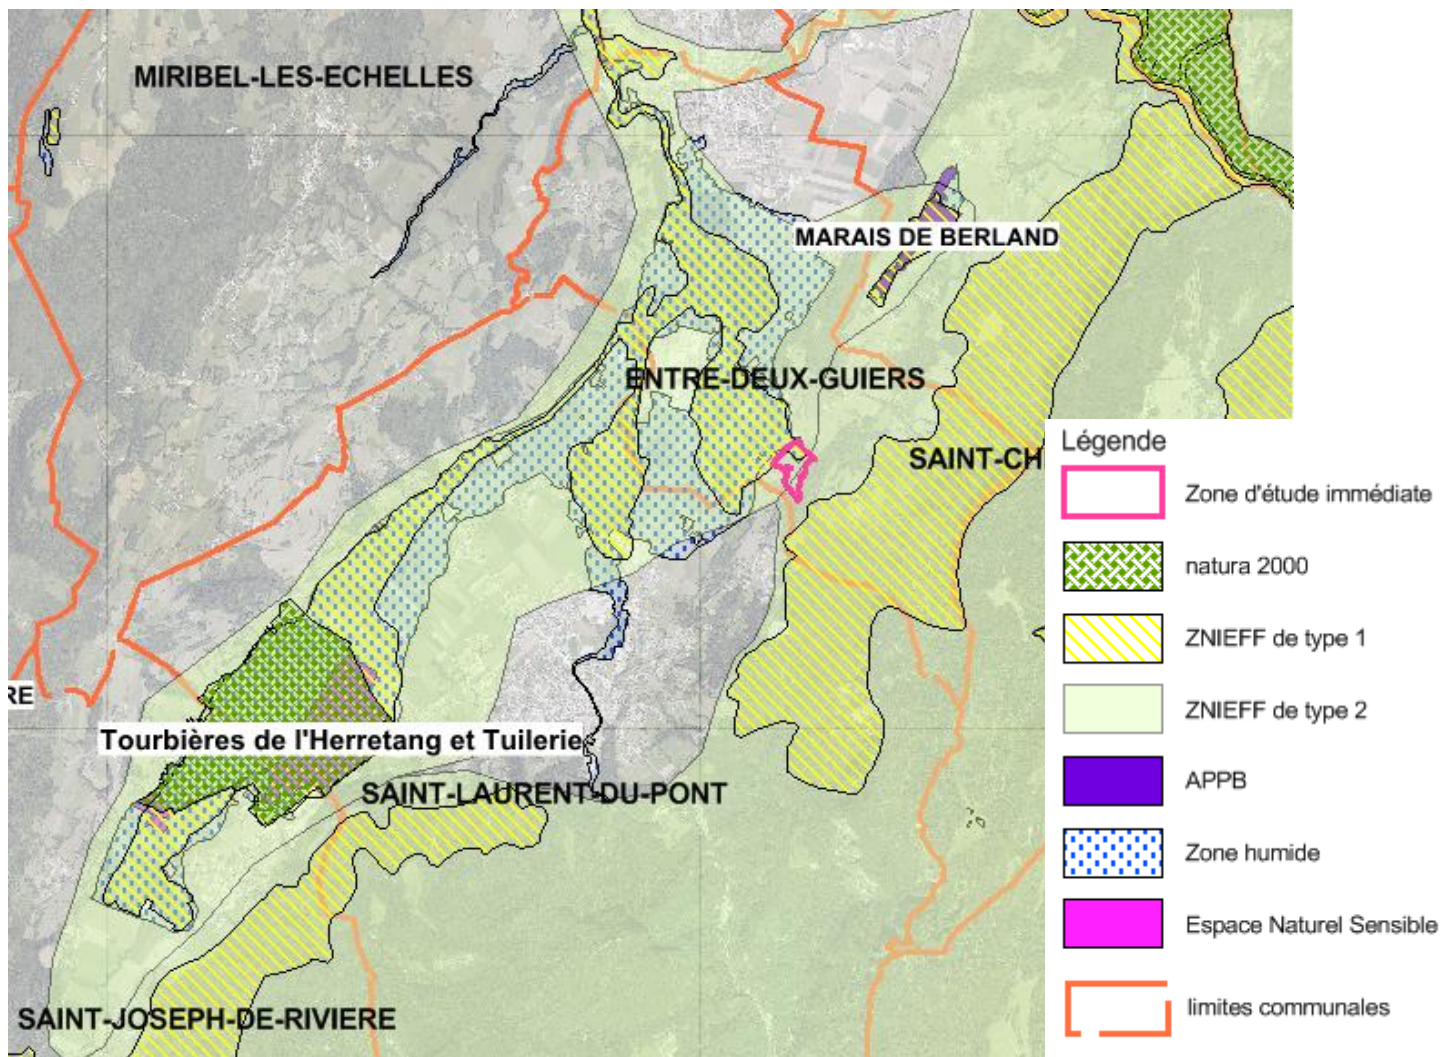 MIRIBEL-LES-ECHELLES
MARAIS DE BERLAND
ENTRE-DEUX-GUIERS
SAINT-CH
RE
Tourbières de l'Herretang et Tuilerie
SAINT-LAURENT-DU-PONT
SAINT-JOSEPH-DE-RIVIERE
Légende
Zone d'étude immédiate
natura 2000
ZNIEFF de type 1
ZNIEFF de type 2
APPB
Zone humide
Espace Naturel Sensible
limites communales